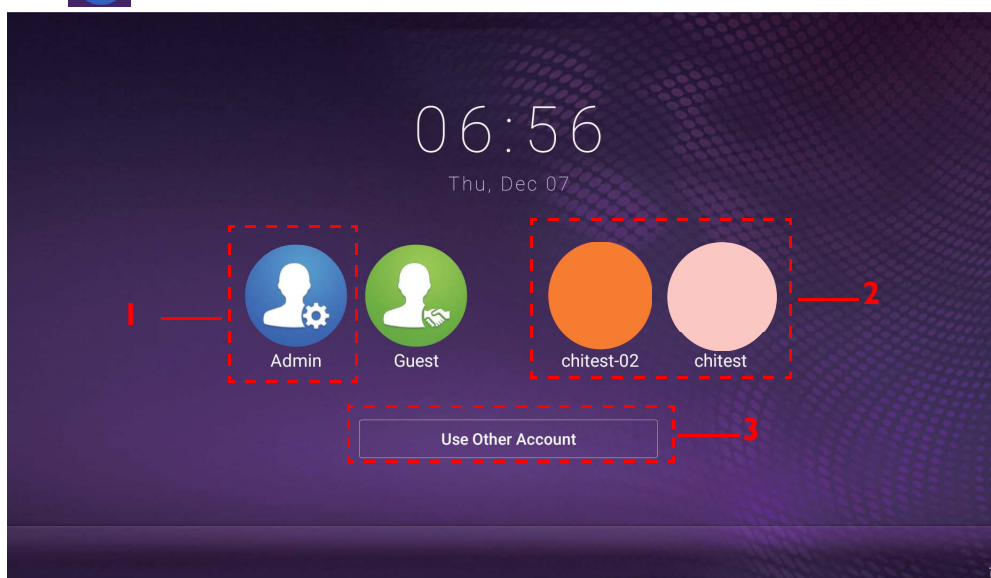 06:56
Thu, Dec 07
1
2
Admin
Guest
chitest-02
chitest
Use Other Account
3